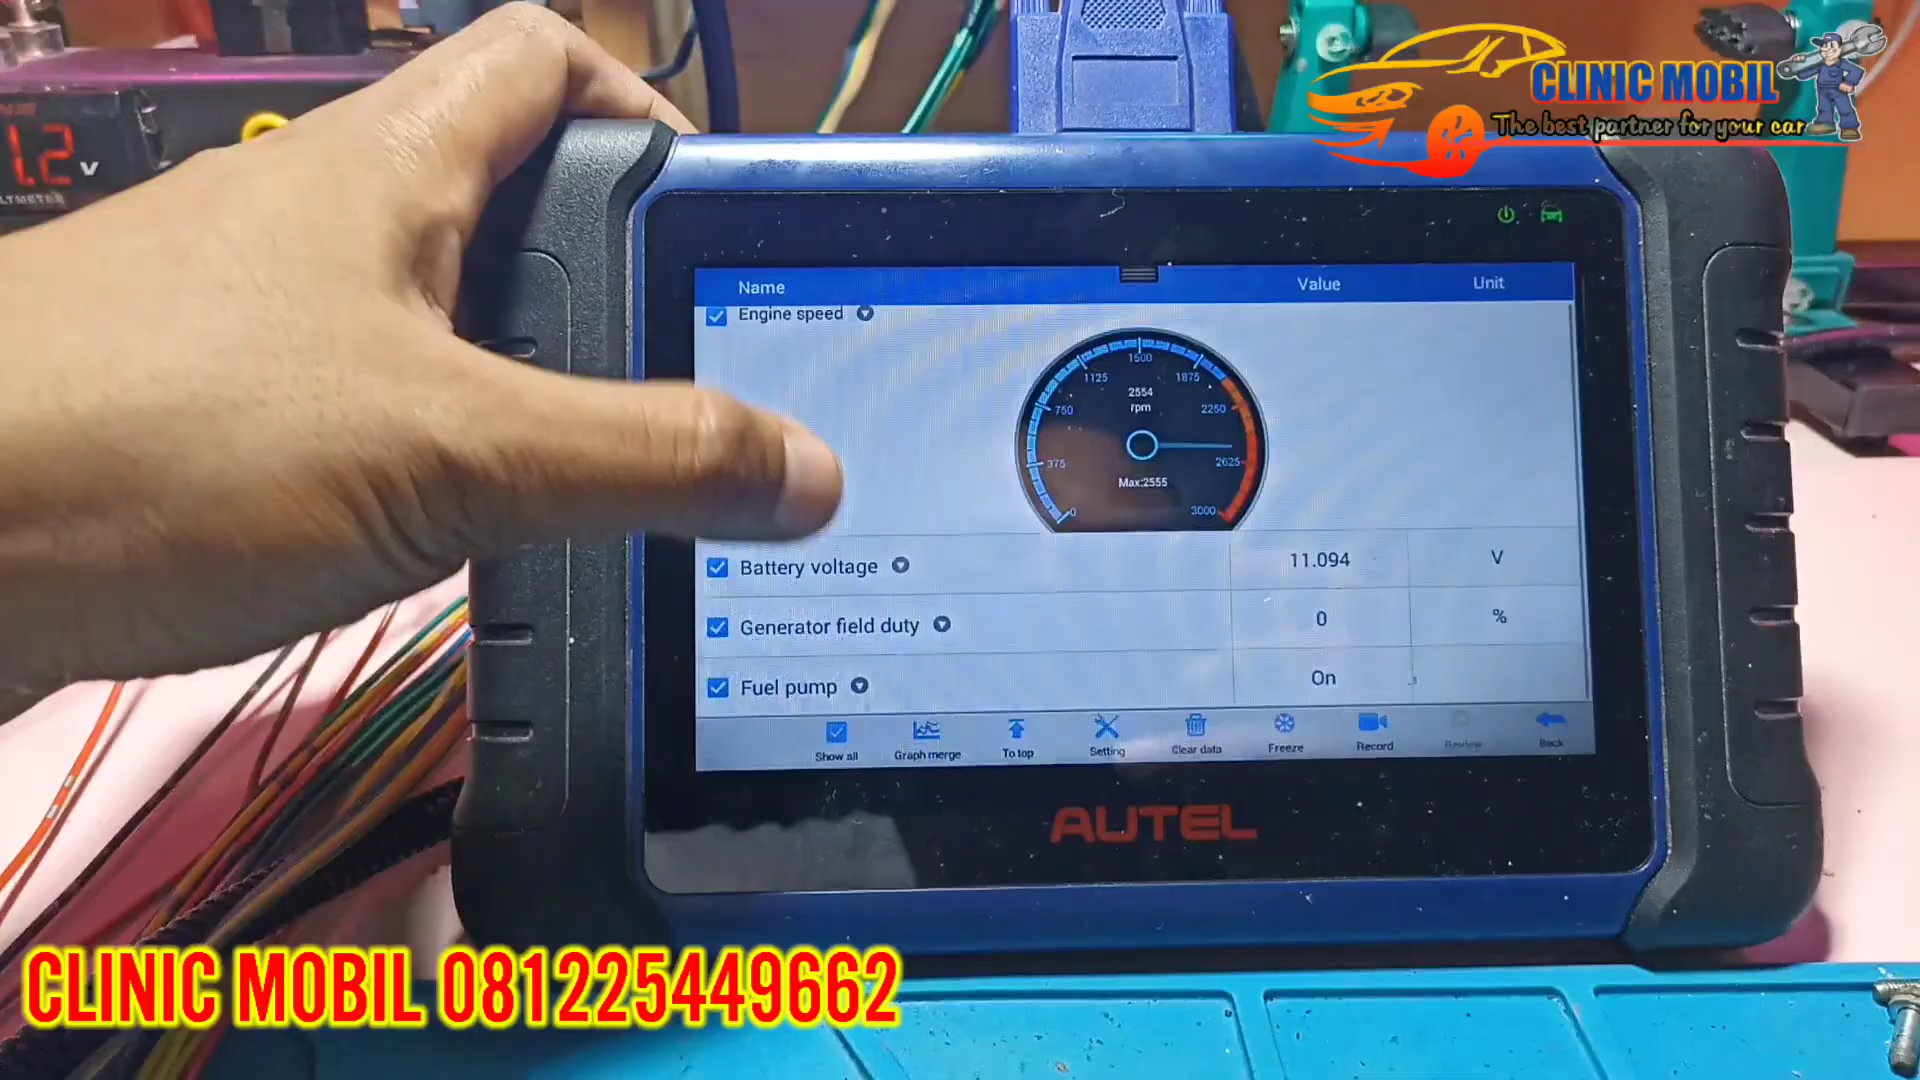 CLINIC MOBIL
The best partner for your car
1.2 V
Name Value Unit
Engine speed
1500
1125 1875
2554
rpm
750 2250
375 2625
Max:2555
0 3000
Battery voltage 11.094 V
Generator field duty 0 %
Fuel pump On
Show all Graph merge To top Setting Clear data Freeze Record Review Back
AUTEL
CLINIC MOBIL 081225449662